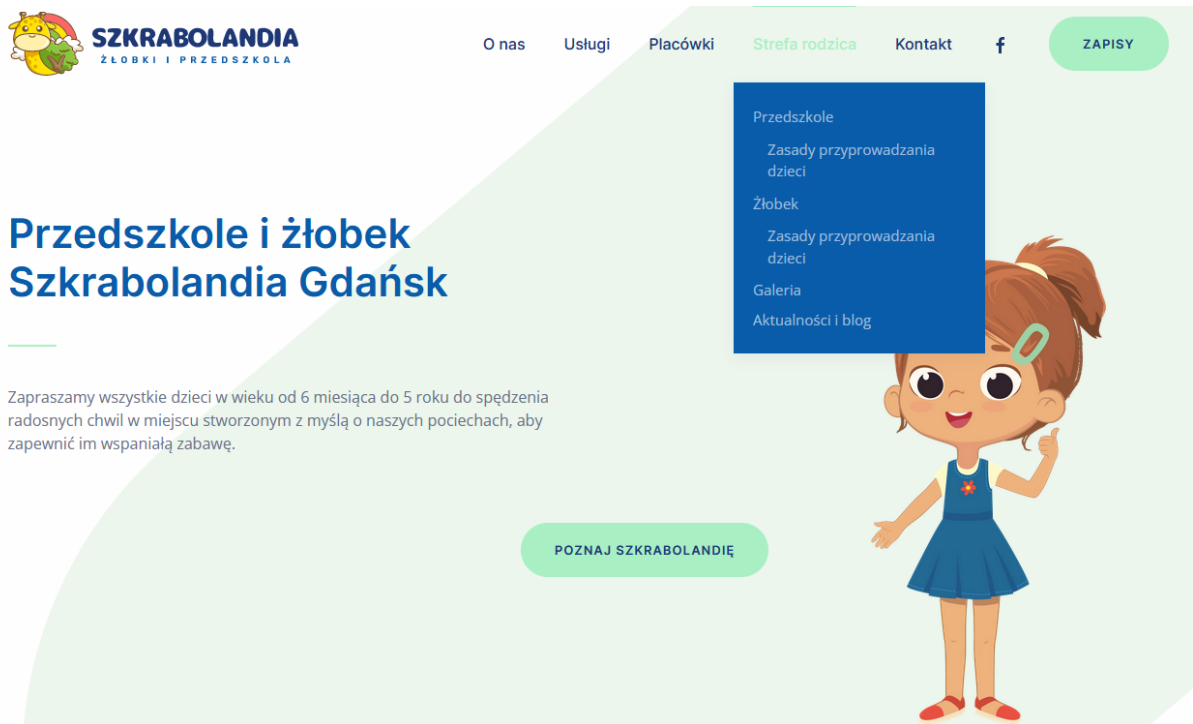 SZKRABOLANDIA
ŻŁOBKI I PRZEDSZKOLA
O nas
Usługi
Placówki
Strefa rodzica
Kontakt
ZAPISY
Przedszkole
Zasady przyprowadzania
dzieci
Żłobek
Zasady przyprowadzania
dzieci
Galeria
Aktualności i blog
Przedszkole i żłobek
Szkrabolandia Gdańsk
Zapraszamy wszystkie dzieci w wieku od 6 miesiąca do 5 roku do spędzenia
radosnych chwil w miejscu stworzonym z myślą o naszych pociechach, aby
zapewnić im wspaniałą zabawę.
POZNAJ SZKRABOLANDIĘ